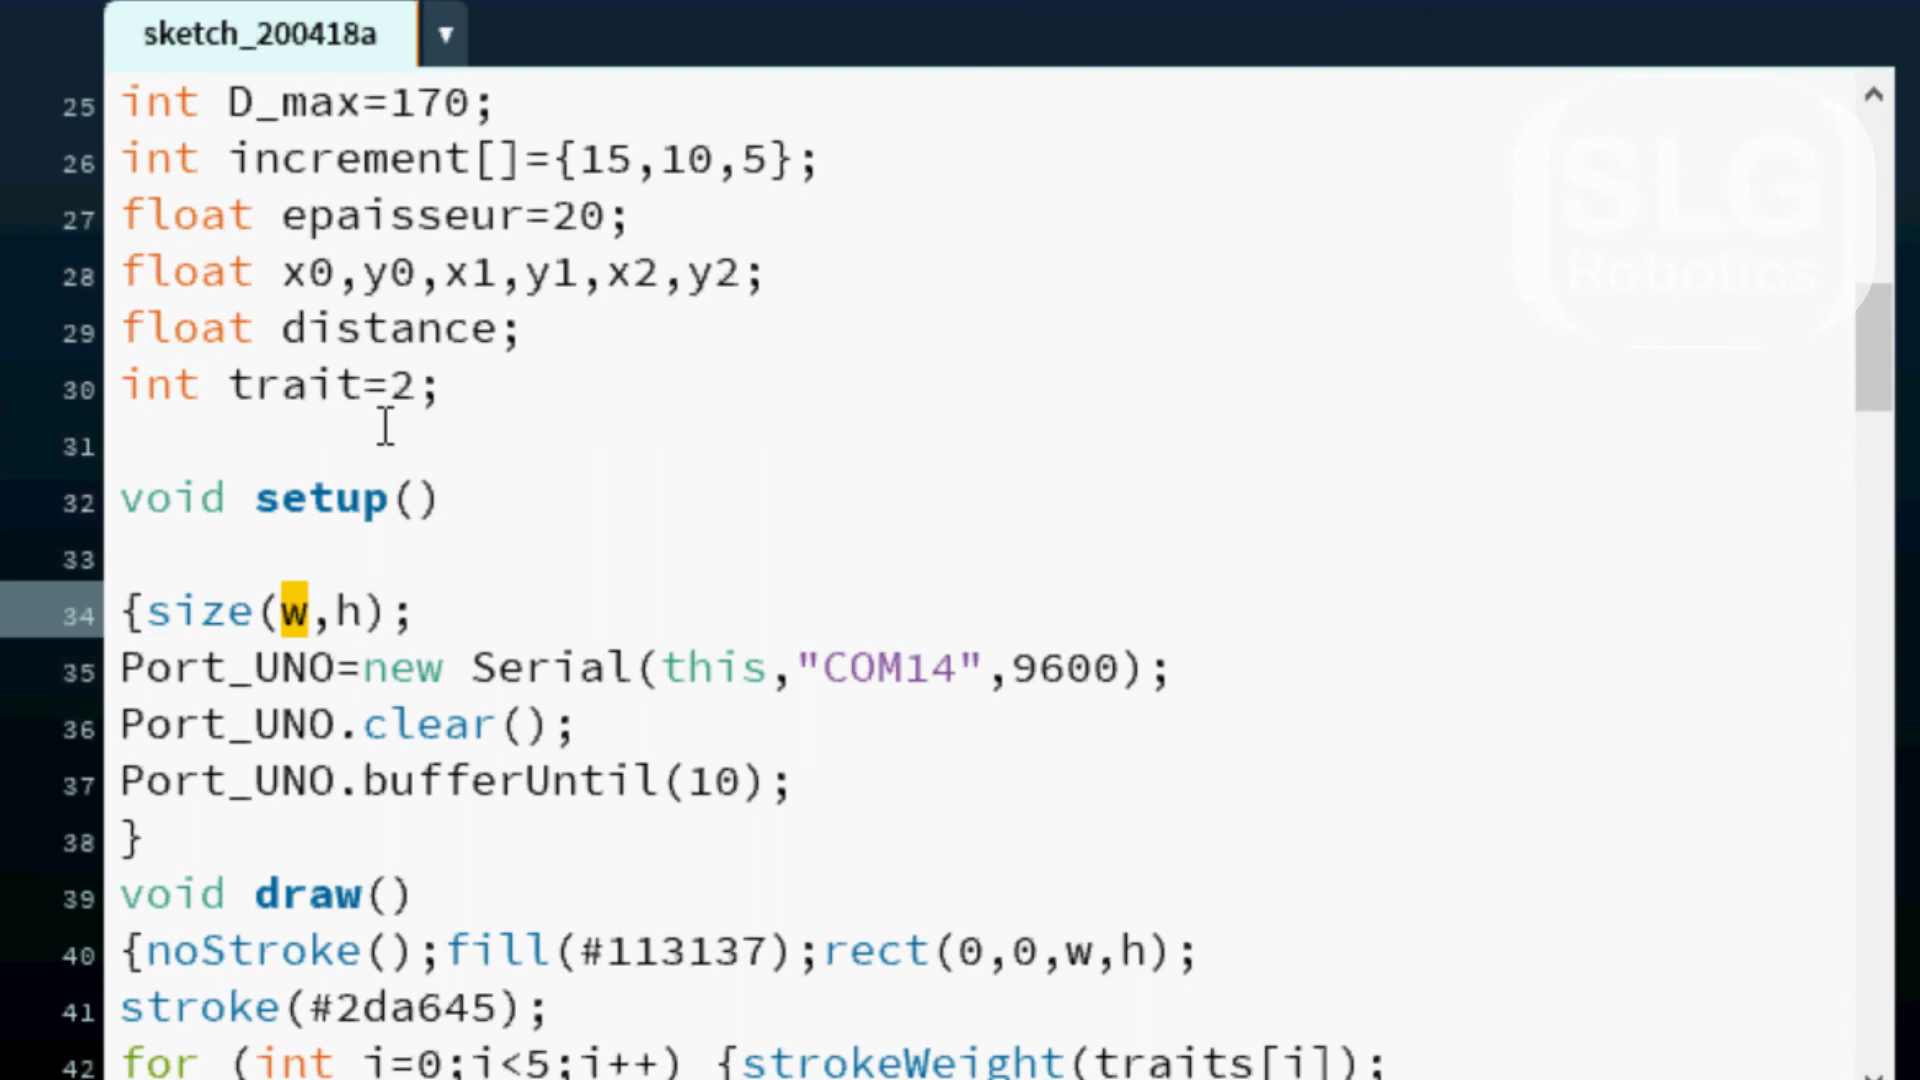 sketch_200418a ▼
25 int D_max=170;
26 int increment[]={15,10,5};
27 float epaisseur=20;
28 float x0,y0,x1,y1,x2,y2;
29 float distance;
30 int trait=2;
31
32 void setup()
33
34 {size(w,h);
35 Port_UNO=new Serial(this,"COM14",9600);
36 Port_UNO.clear();
37 Port_UNO.bufferUntil(10);
38 }
39 void draw()
40 {noStroke();fill(#113137);rect(0,0,w,h);
41 stroke(#2da645);
42 for (int i=0;i<5;i++) {strokeWeight(traits[i]);
SLG
Robotics